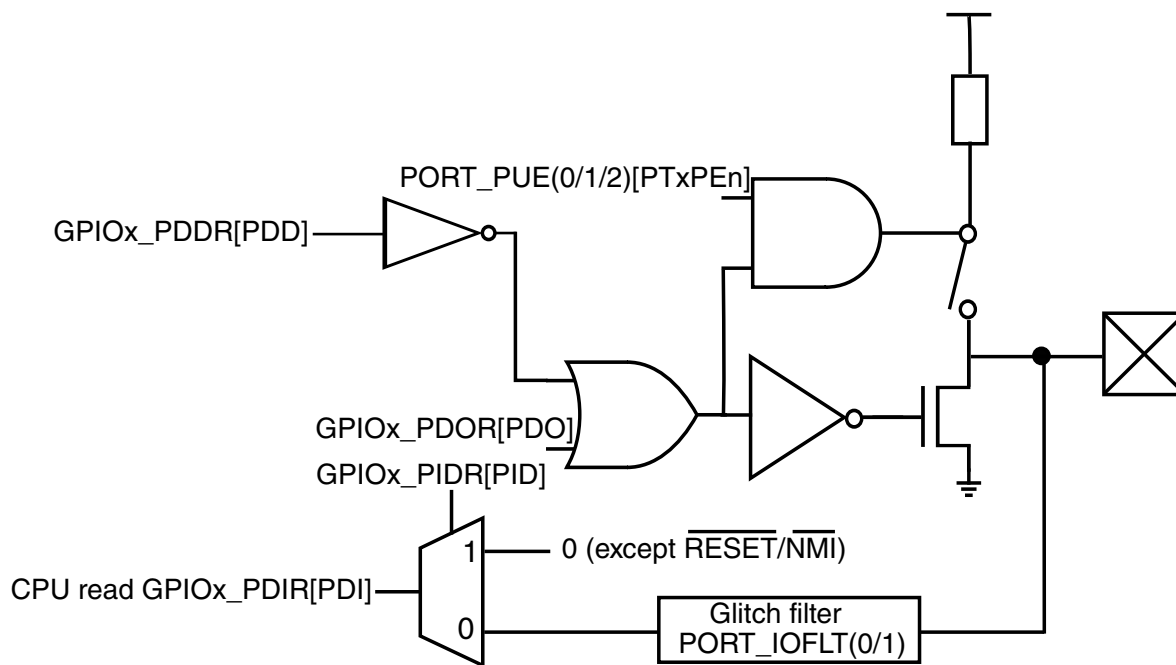 PORT_PUE(0/1/2)[PTxPEn]
GPIOx_PDDR[PDD]
GPIOx_PDOR[PDO]
GPIOx_PIDR[PID]
1
0 (except RESET/NMI)
CPU read GPIOx_PDIR[PDI]
0
Glitch filter
PORT_IOFLT(0/1)